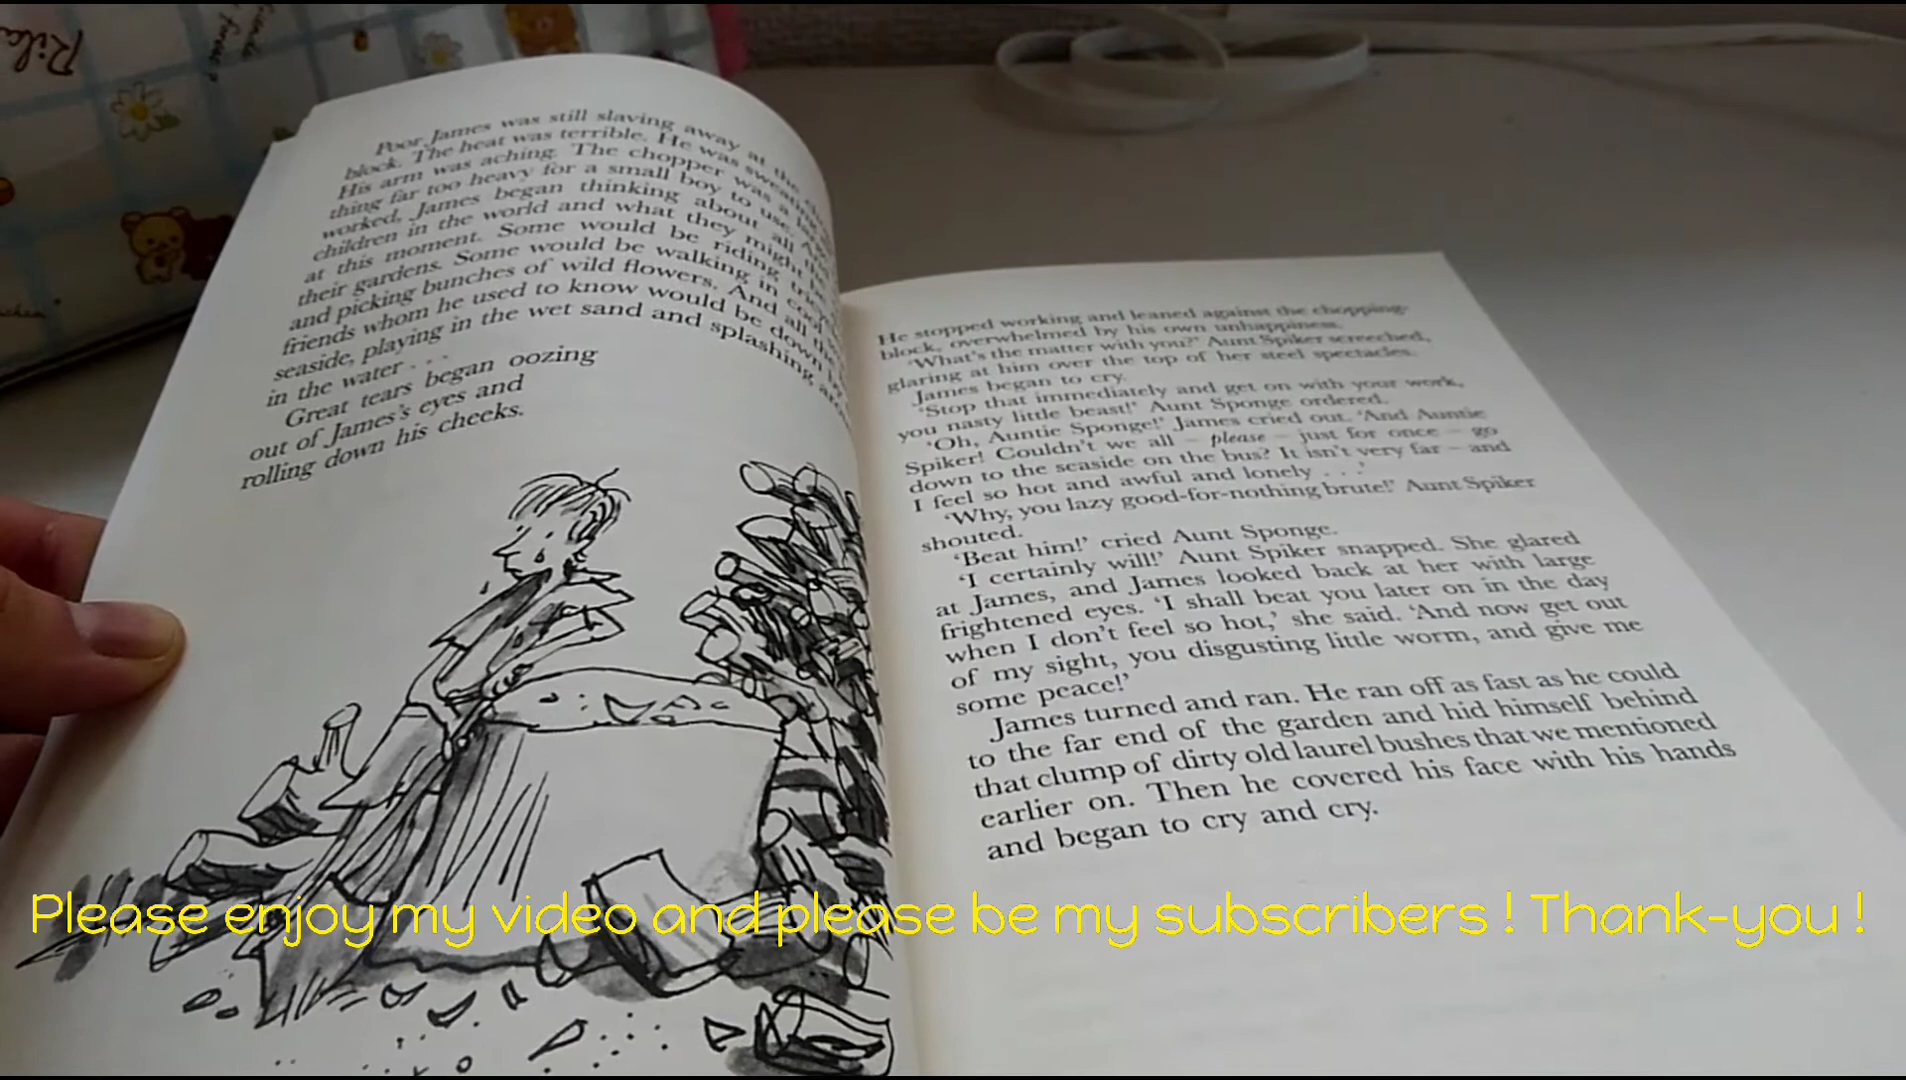 Rila
Poor James was still slaving away at the
block. The heat was terrible. He was sweating
His arm was aching. The chopper was a large
thing far too heavy for a small boy to use. As
worked, James began thinking about all the
children in the world and what they might be
at this moment. Some would be riding
their gardens. Some would be walking in cool
and picking bunches of wild flowers. And all the
friends whom he used to know would be down
seaside, playing in the wet sand and splashing
in the water . . .
Great tears began oozing
out of James's eyes and
rolling down his cheeks.
He stopped working and leaned against the chopping-
block, overwhelmed by his own unhappiness.
'What's the matter with you?' Aunt Spiker screeched,
glaring at him over the top of her steel spectacles.
James began to cry.
'Stop that immediately and get on with your work,
you nasty little beast!' Aunt Sponge ordered.
'Oh, Auntie Sponge!' James cried out. 'And Auntie
Spiker! Couldn't we all – please – just for once – go
down to the seaside on the bus? It isn't very far – and
I feel so hot and awful and lonely . . .'
'Why, you lazy good-for-nothing brute!' Aunt Spiker
shouted.
'Beat him!' cried Aunt Sponge.
'I certainly will!' Aunt Spiker snapped. She glared
at James, and James looked back at her with large
frightened eyes. 'I shall beat you later on in the day
when I don't feel so hot,' she said. 'And now get out
of my sight, you disgusting little worm, and give me
some peace!'
James turned and ran. He ran off as fast as he could
to the far end of the garden and hid himself behind
that clump of dirty old laurel bushes that we mentioned
earlier on. Then he covered his face with his hands
and began to cry and cry.
Please enjoy my video and please be my subscribers ! Thank-you !